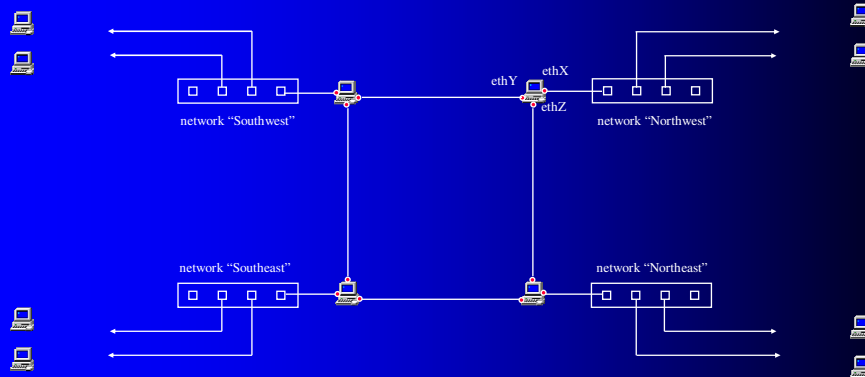 ethX
ethY
ethZ
network “Southwest”
network “Northwest”
network “Southeast”
network “Northeast”